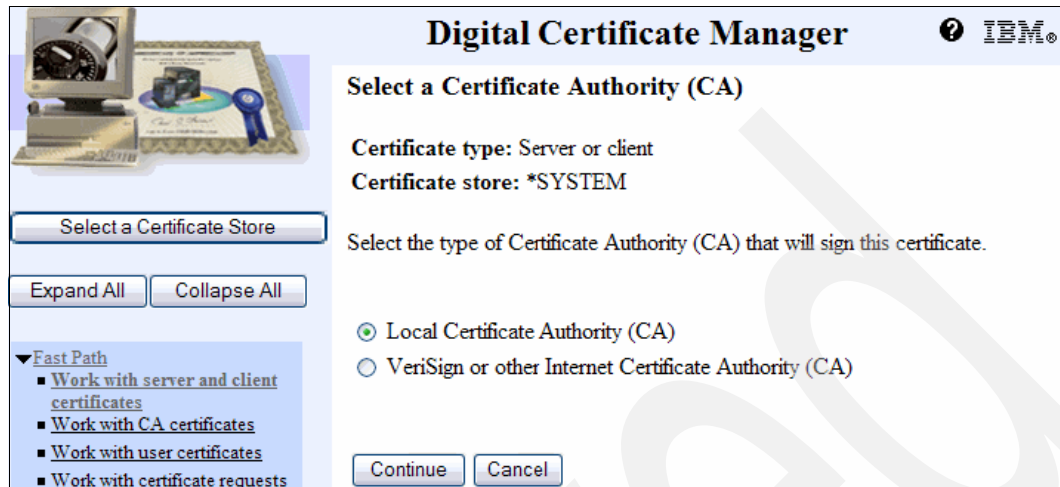 Digital Certificate Manager
IBM®
Select a Certificate Authority (CA)
Certificate type: Server or client
Certificate store: *SYSTEM
Select the type of Certificate Authority (CA) that will sign this certificate.
Local Certificate Authority (CA)
VeriSign or other Internet Certificate Authority (CA)
Continue
Cancel
Select a Certificate Store
Expand All
Collapse All
Fast Path
Work with server and client
certificates
Work with CA certificates
Work with user certificates
Work with certificate requests